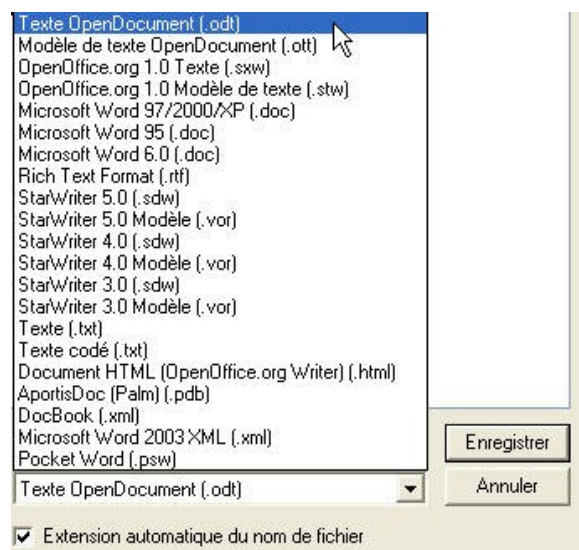 Texte OpenDocument (.odt)
Modèle de texte OpenDocument (.ott)
OpenOffice.org 1.0 Texte (.sxw)
OpenOffice.org 1.0 Modèle de texte (.stw)
Microsoft Word 97/2000/XP (.doc)
Microsoft Word 95 (.doc)
Microsoft Word 6.0 (.doc)
Rich Text Format (.rtf)
StarWriter 5.0 (.sdw)
StarWriter 5.0 Modèle (.vor)
StarWriter 4.0 (.sdw)
StarWriter 4.0 Modèle (.vor)
StarWriter 3.0 (.sdw)
StarWriter 3.0 Modèle (.vor)
Texte (.txt)
Texte codé (.txt)
Document HTML (OpenOffice.org Writer) (.html)
AportisDoc (Palm) (.pdb)
DocBook (.xml)
Microsoft Word 2003 XML (.xml)
Pocket Word (.psw)
Enregistrer
Texte OpenDocument (.odt)
Annuler
Extension automatique du nom de fichier